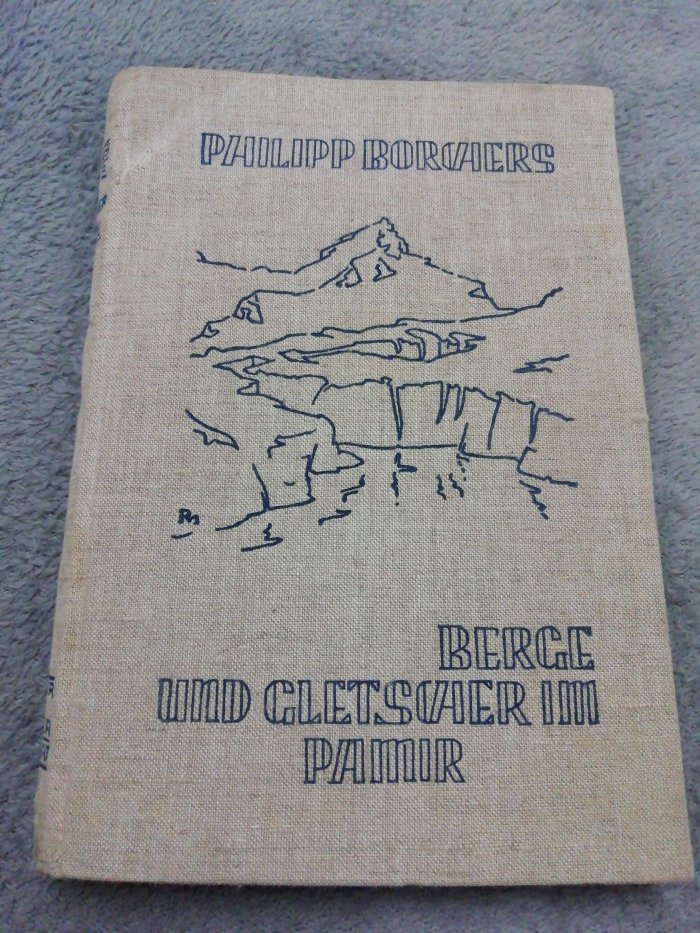 PHILIPP BORCHERS
BERGE
UND GLETSCHER IM
PAMIR